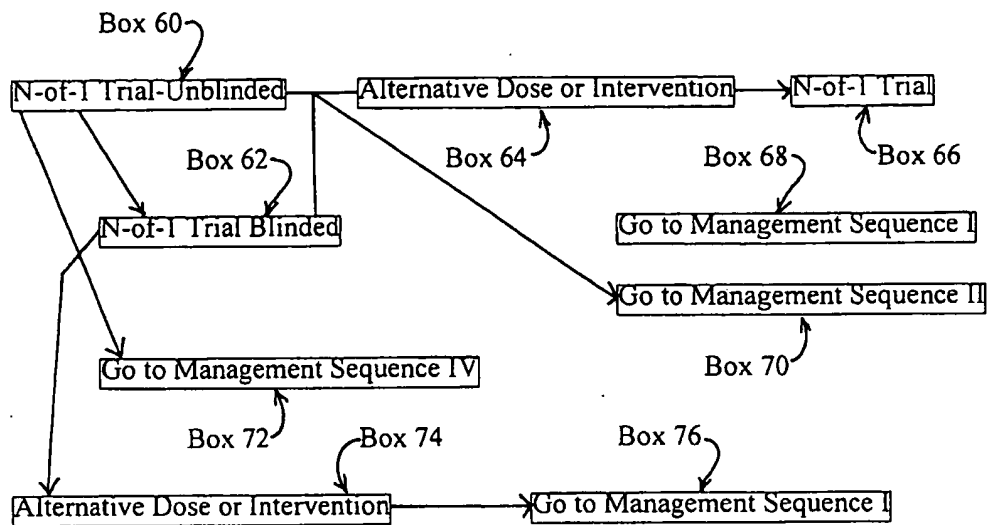 Box 60
N-of-1 Trial-Unblinded
Alternative Dose or Intervention
N-of-1 Trial
Box 62
Box 64
Box 68
Box 66
N-of-1 Trial Blinded
Go to Management Sequence I
Go to Management Sequence II
Go to Management Sequence IV
Box 70
Box 72
Box 74
Box 76
Alternative Dose or Intervention
Go to Management Sequence I